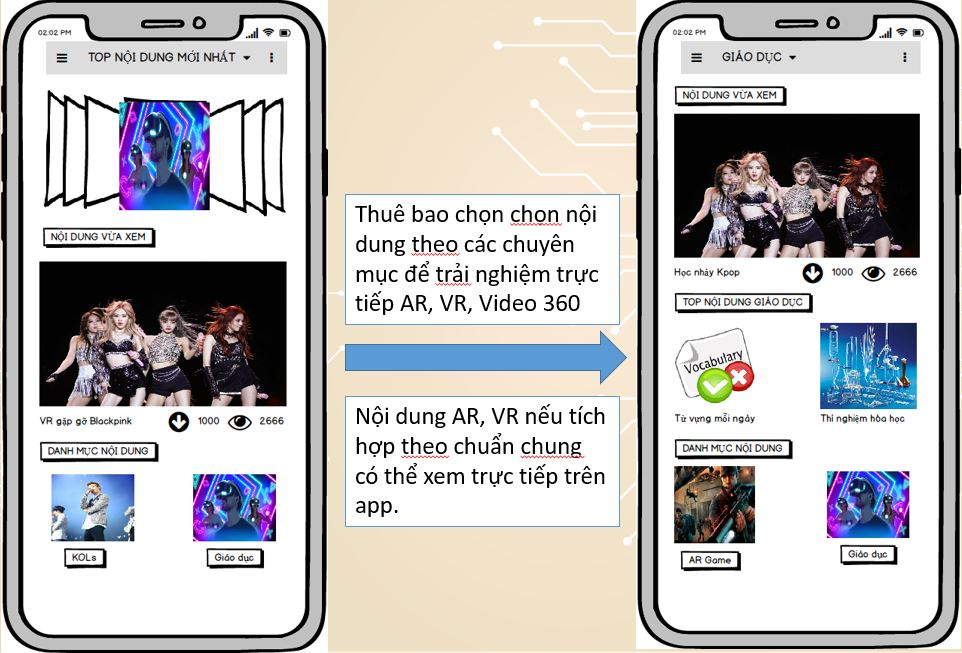 02:02 PM
TOP NỘI DUNG MỚI NHẤT
NỘI DUNG VỪA XEM
VR gặp gỡ Blackpink
1000
2666
DANH MỤC NỘI DUNG
KOLs
Giáo dục
Thuê bao chọn chọn nội
dung theo các chuyên
mục để trải nghiệm trực
tiếp AR, VR, Video 360
Nội dung AR, VR nếu tích
hợp theo chuẩn chung
có thể xem trực tiếp trên
app.
02:02 PM
GIÁO DỤC
NỘI DUNG VỪA XEM
Học nhảy Kpop
1000
2666
TOP NỘI DUNG GIÁO DỤC
Vocabulary
Từ vựng mỗi ngày
Thí nghiệm hóa học
DANH MỤC NỘI DUNG
AR Game
Giáo dục